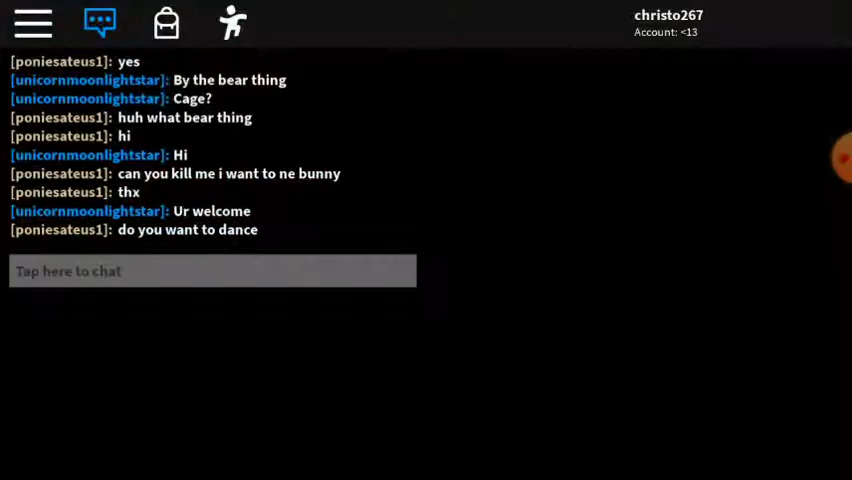 christo267
Account: <13
[poniesateus1]: yes
[unicornmoonlightstar]: By the bear thing
[unicornmoonlightstar]: Cage?
[poniesateus1]: huh what bear thing
[poniesateus1]: hi
[unicornmoonlightstar]: Hi
[poniesateus1]: can you kill me i want to ne bunny
[poniesateus1]: thx
[unicornmoonlightstar]: Ur welcome
[poniesateus1]: do you want to dance
Tap here to chat